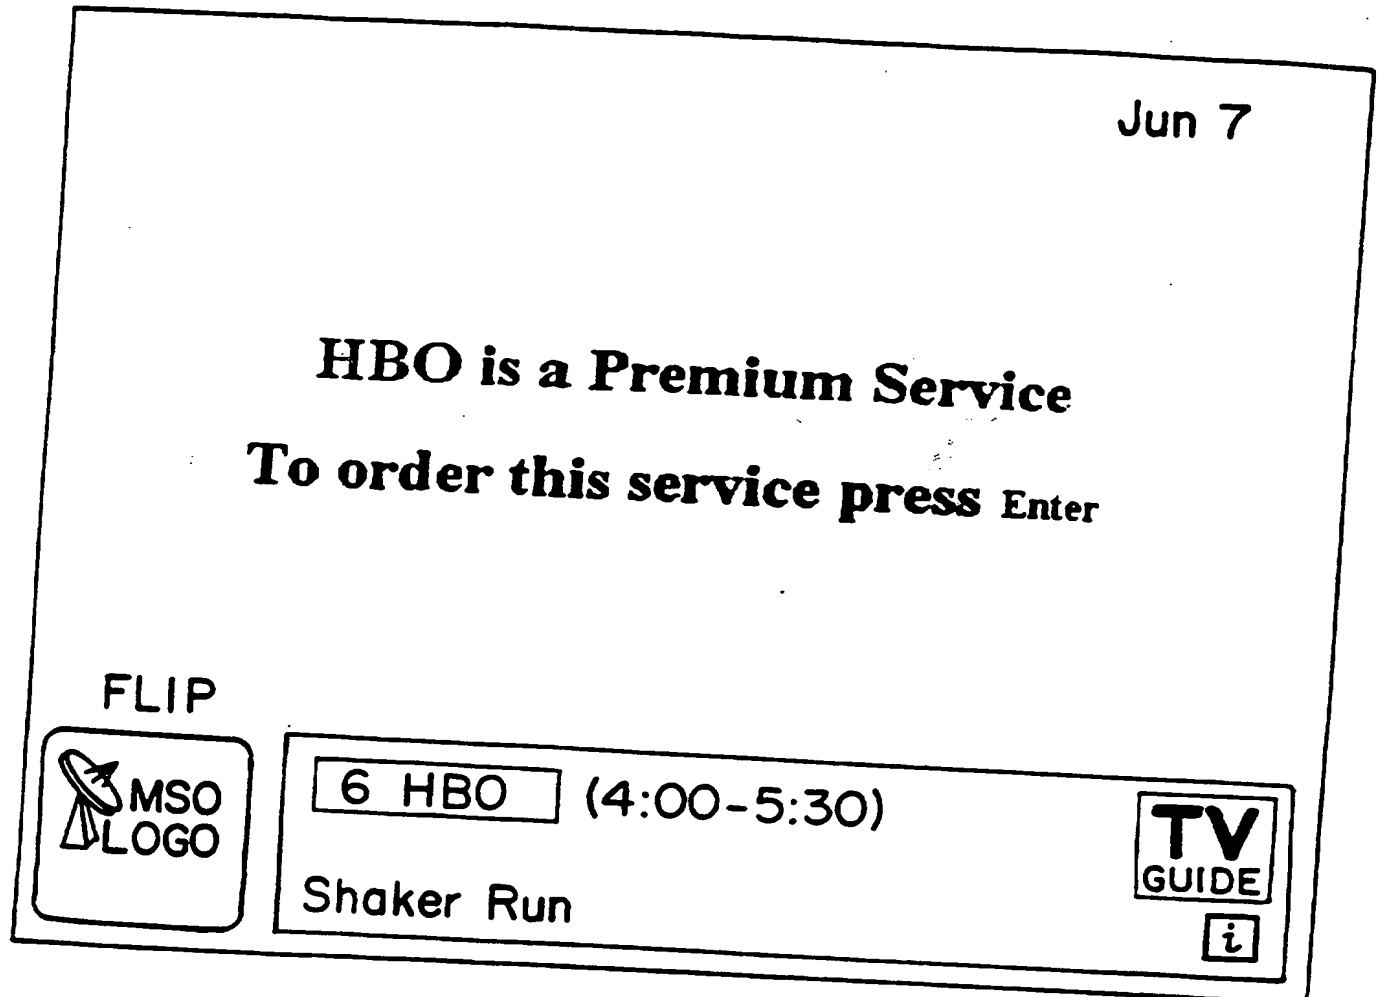 Jun 7
HBO is a Premium Service
To order this service press Enter
FLIP
MSO
LOGO
6 HBO (4:00-5:30)
TV
GUIDE
Shaker Run
i